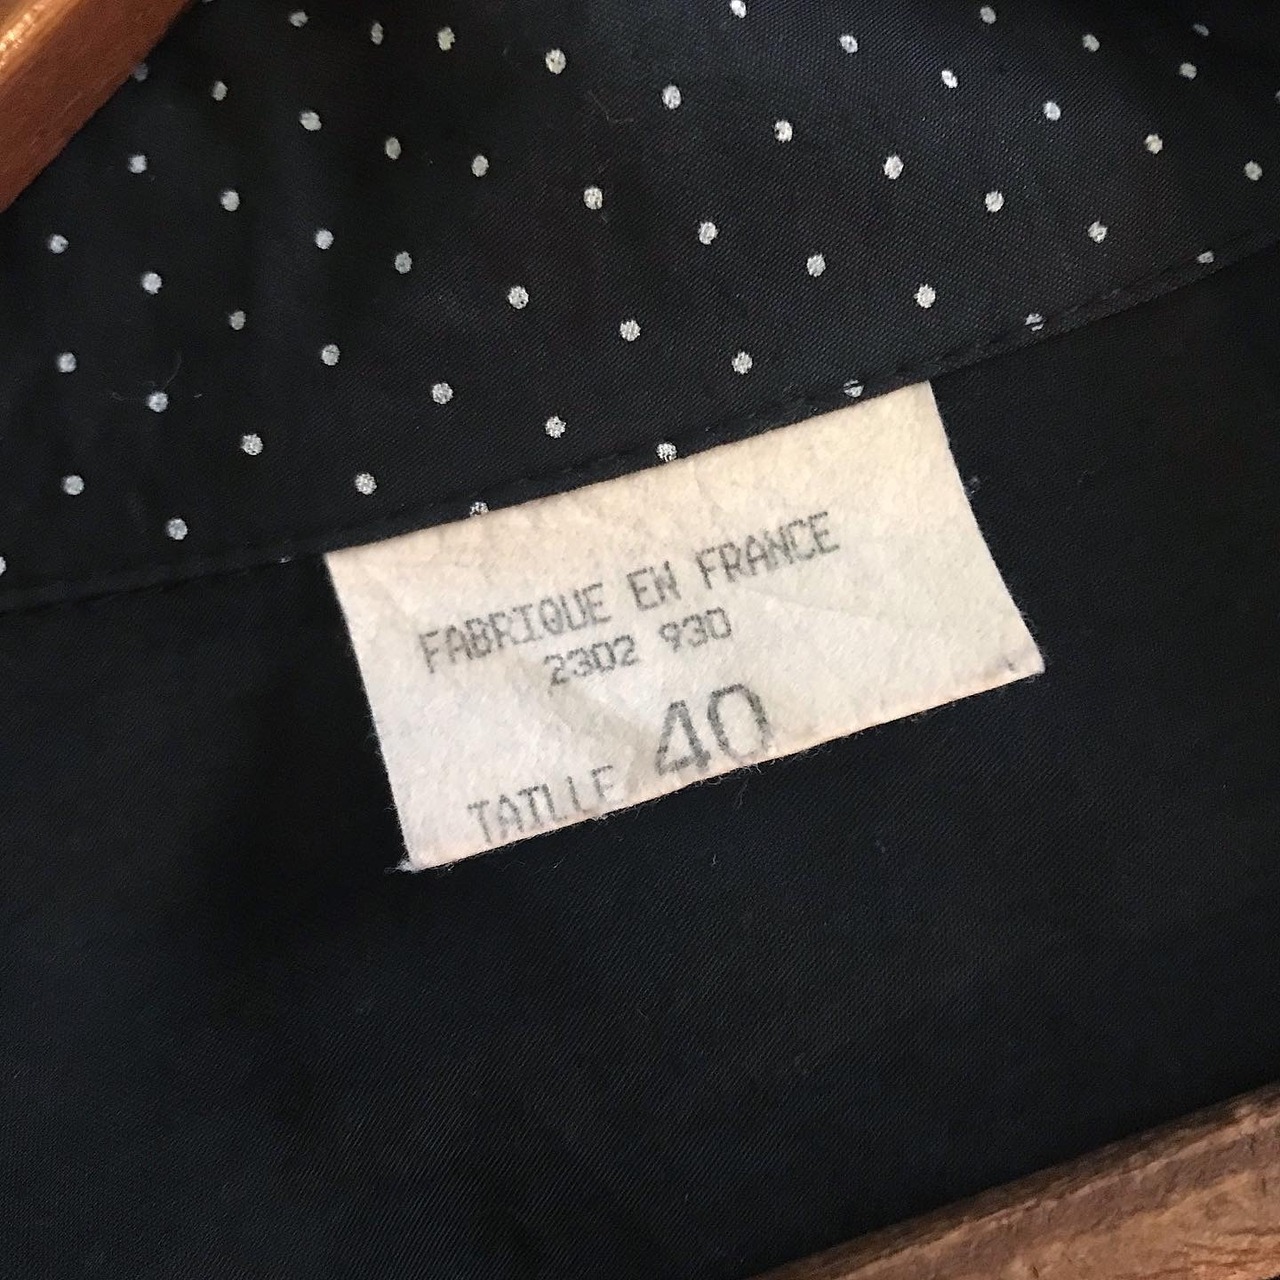 FABRIQUE EN FRANCE
2302 930
40
TAILLE